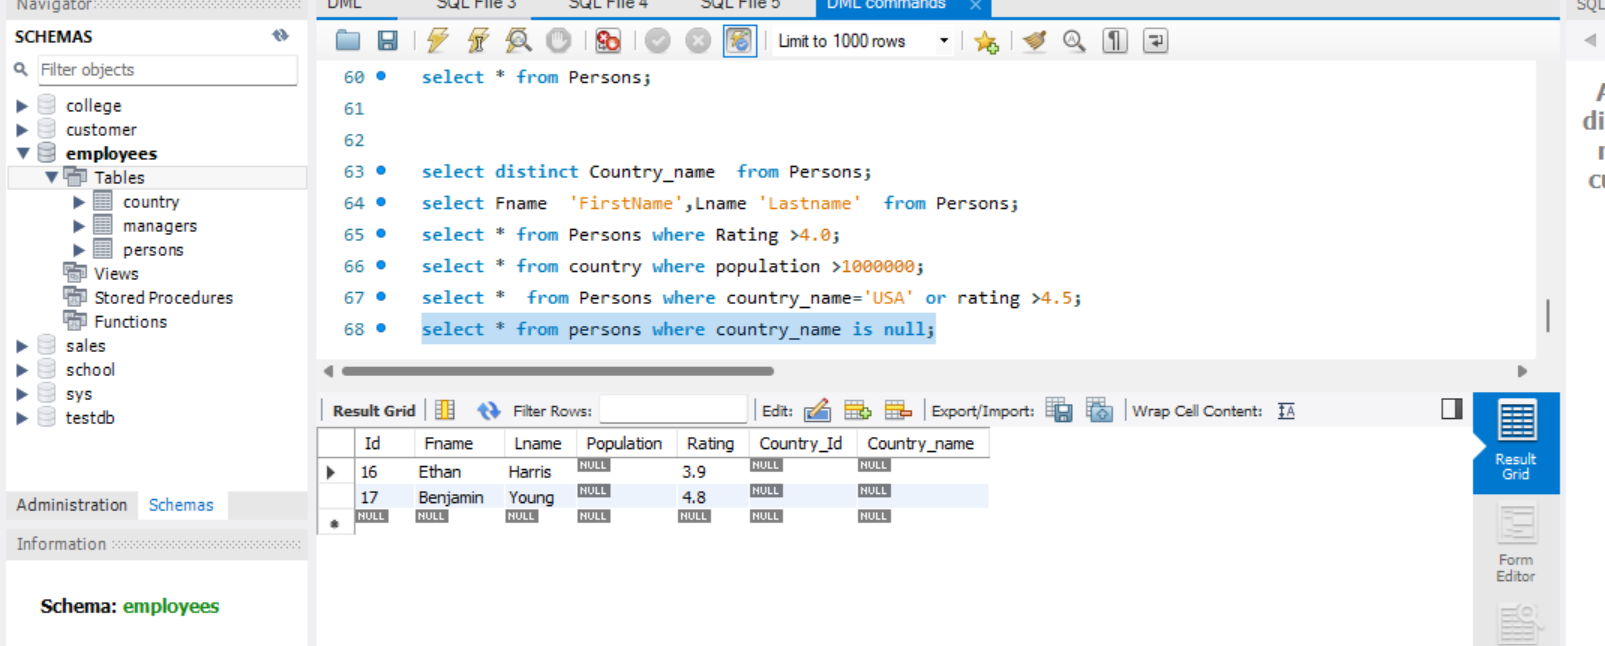 Navigator
SCHEMAS
Filter objects
college
customer
employees
Tables
country
managers
persons
Views
Stored Procedures
Functions
sales
school
sys
testdb
Administration Schemas
Information
Schema: employees
DML SQL File 3 SQL File 4 SQL File 5 DML commands
Limit to 1000 rows
60 select * from Persons;
61
62
63 select distinct Country_name  from Persons;
64 select Fname  'FirstName',Lname 'Lastname'  from Persons;
65 select * from Persons where Rating >4.0;
66 select * from country where population >1000000;
67 select *  from Persons where country_name='USA' or rating >4.5;
68 select * from persons where country_name is null;
Result Grid Filter Rows: Edit: Export/Import: Wrap Cell Content:
Id Fname Lname Population Rating Country_Id Country_name
16 Ethan Harris NULL 3.9 NULL NULL
17 Benjamin Young NULL 4.8 NULL NULL
NULL NULL NULL NULL NULL NULL NULL
Result
Grid
Form
Editor
SQL